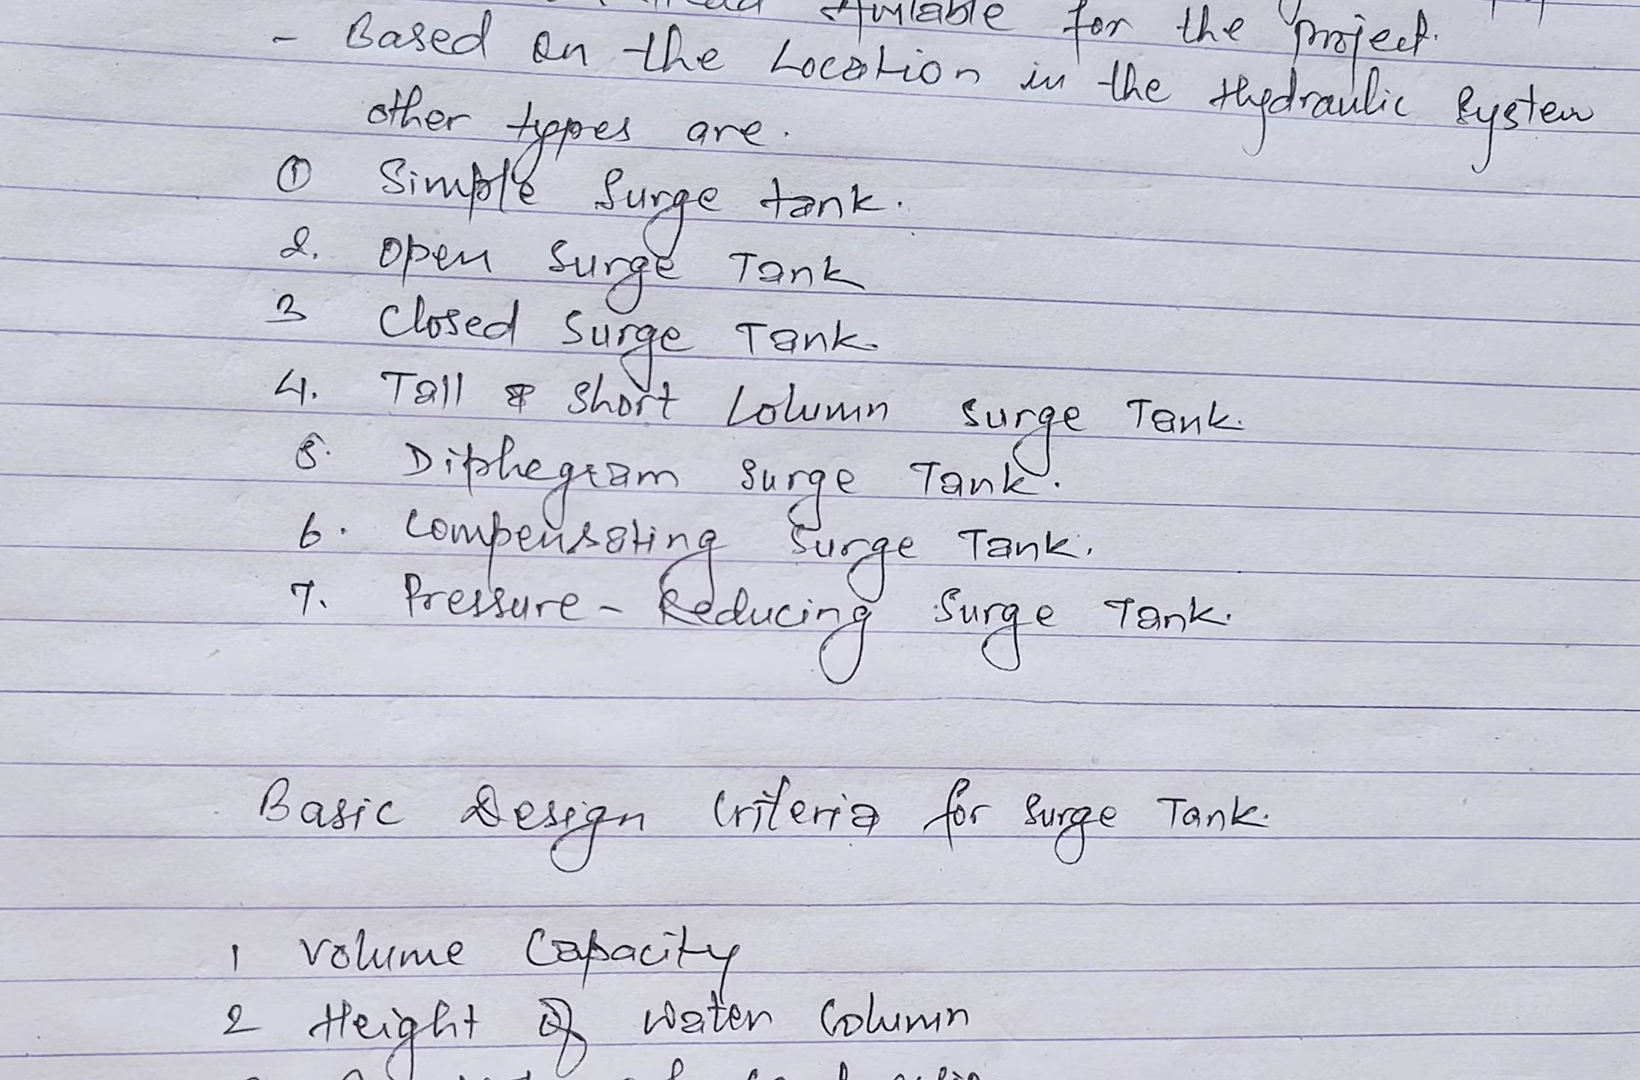 Available for the project.
- Based on the Location in the Hydraulic System
other types are.
① Simple Surge tank.
2. Open Surge Tank
3 Closed Surge Tank.
4. Tall & Short Column Surge Tank.
5. Diphegram Surge Tank.
6. Compensating Surge Tank.
7. Pressure - Reducing Surge Tank.
Basic Design Criteria for Surge Tank.
1 Volume Capacity
2 Height of Water Column